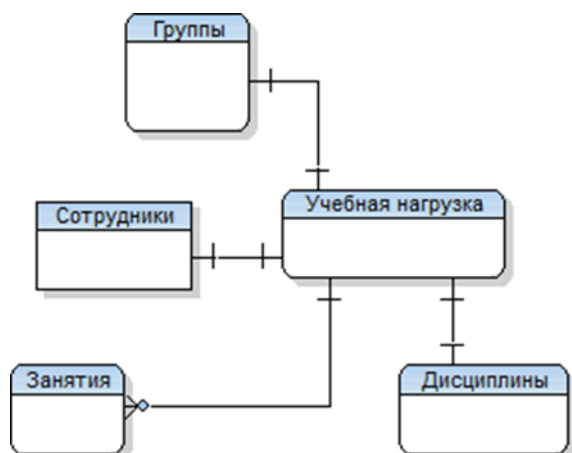 Группы
Сотрудники
Учебная нагрузка
Занятия
Дисциплины